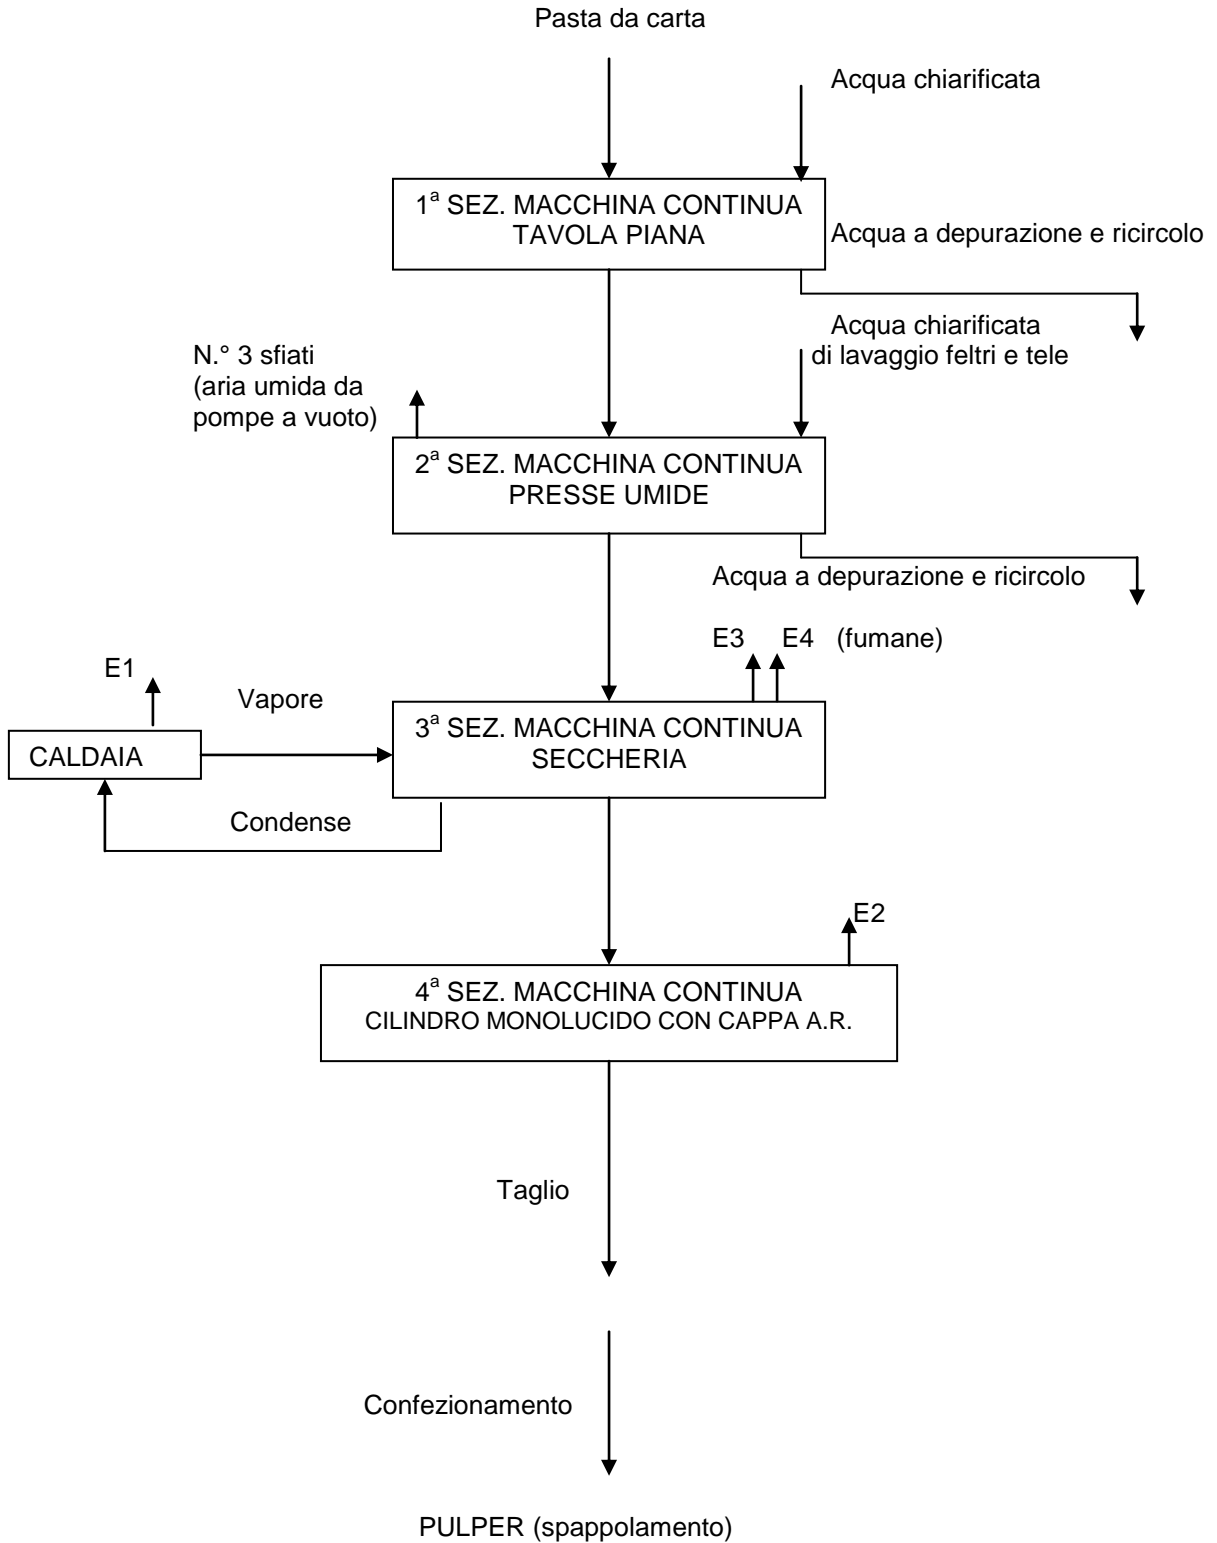 Pasta da carta
Acqua chiarificata
1ª SEZ. MACCHINA CONTINUA
TAVOLA PIANA
Acqua a depurazione e ricircolo
Acqua chiarificata
di lavaggio feltri e tele
N.° 3 sfiati
(aria umida da
pompe a vuoto)
2ª SEZ. MACCHINA CONTINUA
PRESSE UMIDE
Acqua a depurazione e ricircolo
E3 E4 (fumane)
E1
Vapore
3ª SEZ. MACCHINA CONTINUA
SECCHERIA
CALDAIA
Condense
E2
4ª SEZ. MACCHINA CONTINUA
CILINDRO MONOLUCIDO CON CAPPA A.R.
Taglio
Confezionamento
PULPER (spappolamento)